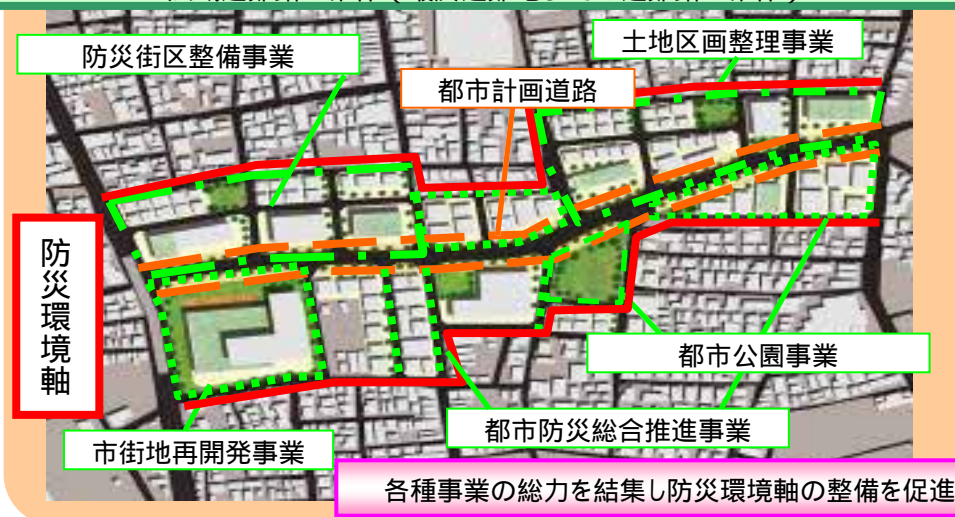 防災街区整備事業
土地区画整理事業
都市計画道路
防災環境軸
都市公園事業
都市防災総合推進事業
市街地再開発事業
各種事業の総力を結集し防災環境軸の整備を促進